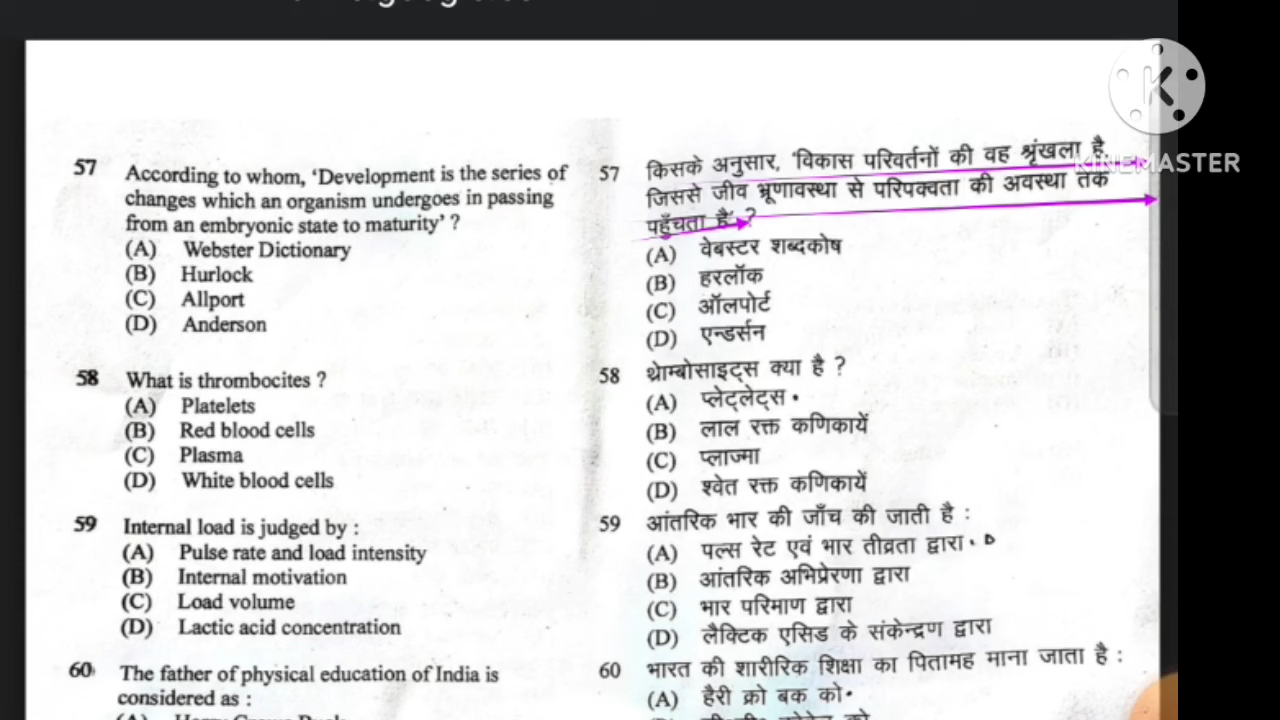 57 According to whom, 'Development is the series of
changes which an organism undergoes in passing
from an embryonic state to maturity' ?
(A) Webster Dictionary
(B) Hurlock
(C) Allport
(D) Anderson
58 What is thrombocites ?
(A) Platelets
(B) Red blood cells
(C) Plasma
(D) White blood cells
59 Internal load is judged by :
(A) Pulse rate and load intensity
(B) Internal motivation
(C) Load volume
(D) Lactic acid concentration
60 The father of physical education of India is
considered as :
57 किसके अनुसार, 'विकास परिवर्तनों की वह श्रृंखला है,
जिससे जीव भ्रूणावस्था से परिपक्वता की अवस्था तक
पहुँचता है' ?
(A) वेबस्टर शब्दकोष
(B) हरलॉक
(C) ऑलपोर्ट
(D) एन्डर्सन
58 थ्रोम्बोसाइट्स क्या है ?
(A) प्लेट्लेट्स
(B) लाल रक्त कणिकायें
(C) प्लाज्मा
(D) श्वेत रक्त कणिकायें
59 आंतरिक भार की जाँच की जाती है :
(A) पल्स रेट एवं भार तीव्रता द्वारा
(B) आंतरिक अभिप्रेरणा द्वारा
(C) भार परिमाण द्वारा
(D) लैक्टिक एसिड के संकेन्द्रण द्वारा
60 भारत की शारीरिक शिक्षा का पितामह माना जाता है :
(A) हैरी क्रो बक को
K
KINEMASTER